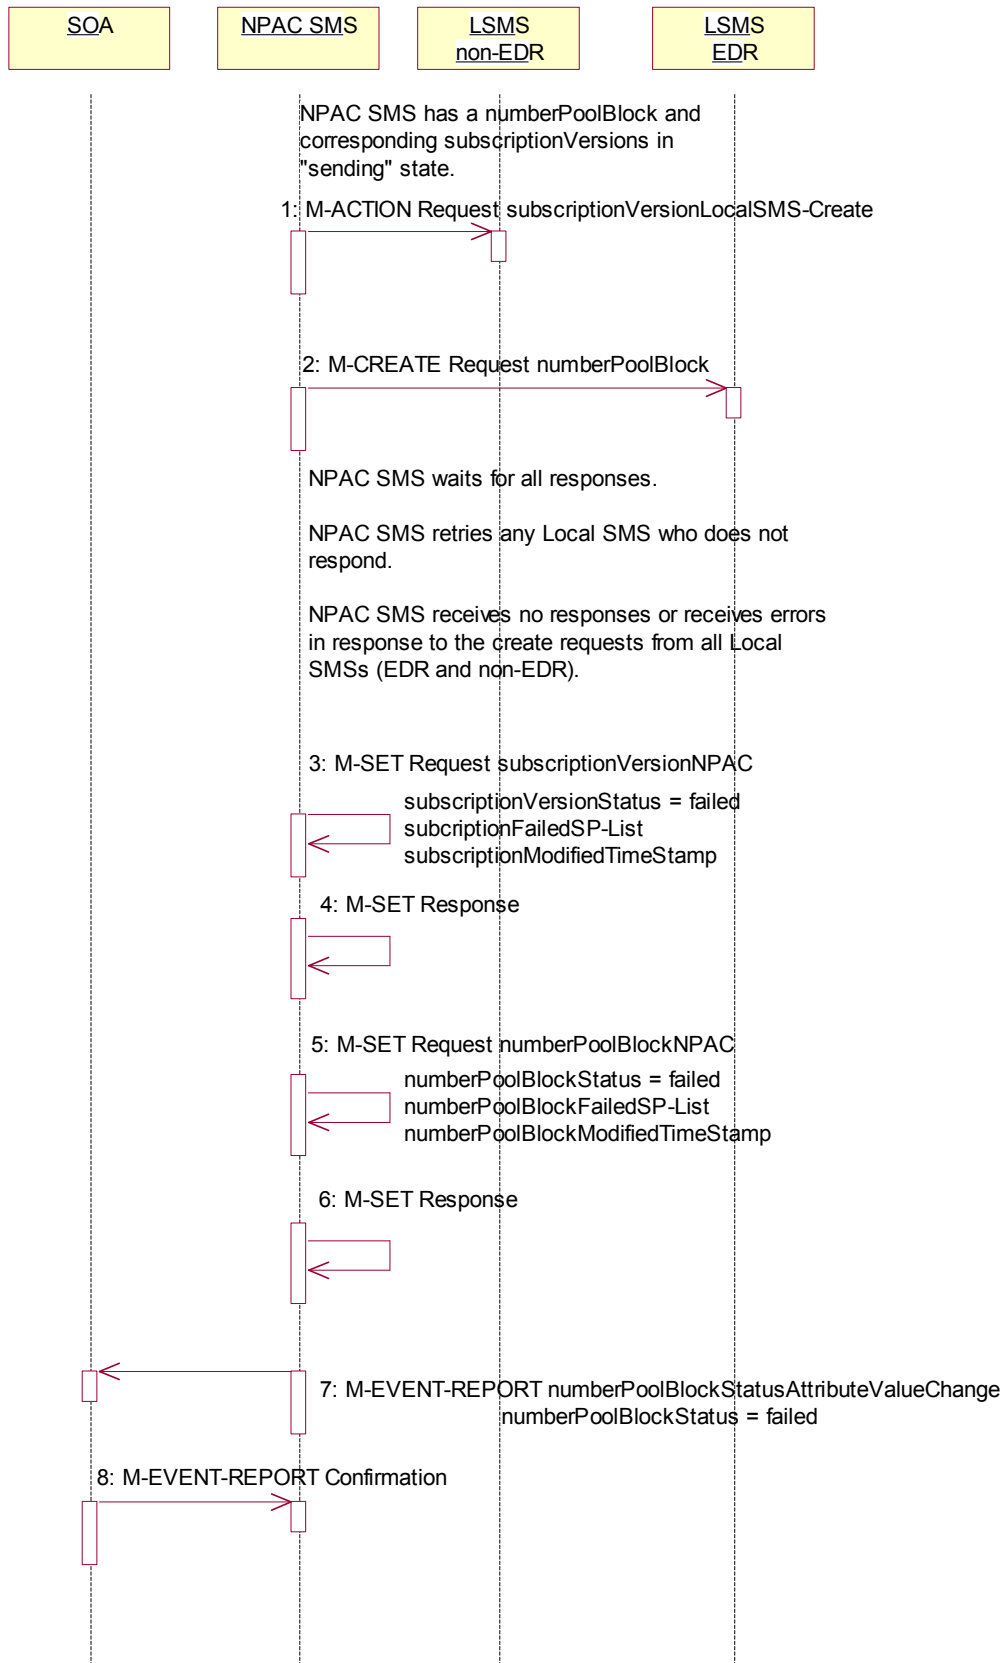 SOA
NPAC SMS
LSMS
non-EDR
LSMS
EDR
NPAC SMS has a numberPoolBlock and
corresponding subscriptionVersions in
"sending" state.
1: M-ACTION Request subscriptionVersionLocalSMS-Create
2: M-CREATE Request numberPoolBlock
NPAC SMS waits for all responses.
NPAC SMS retries any Local SMS who does not
respond.
NPAC SMS receives no responses or receives errors
in response to the create requests from all Local
SMSs (EDR and non-EDR).
3: M-SET Request subscriptionVersionNPAC
subscriptionVersionStatus = failed
subcriptionFailedSP-List
subscriptionModifiedTimeStamp
4: M-SET Response
5: M-SET Request numberPoolBlockNPAC
numberPoolBlockStatus = failed
numberPoolBlockFailedSP-List
numberPoolBlockModifiedTimeStamp
6: M-SET Response
7: M-EVENT-REPORT numberPoolBlockStatusAttributeValueChange
numberPoolBlockStatus = failed
8: M-EVENT-REPORT Confirmation